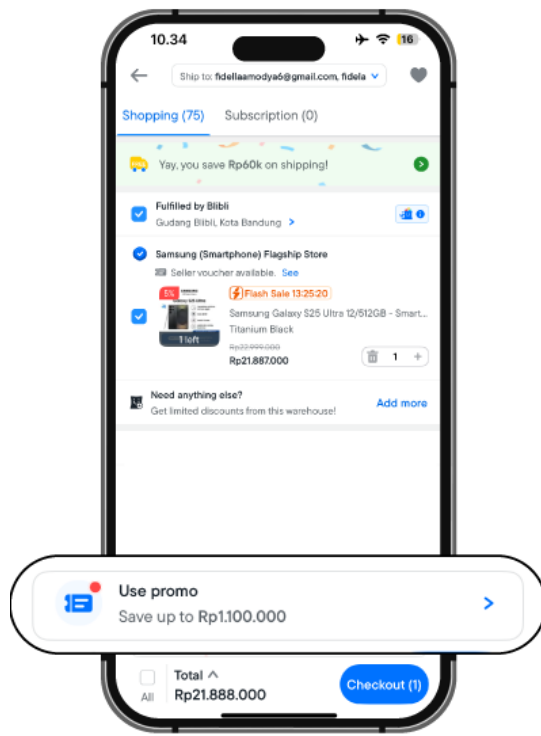 10.34
16
Ship to: fidellaamodya6@gmail.com, fidela
Shopping (75) Subscription (0)
Yay, you save Rp60k on shipping!
Fulfilled by Blibli
Gudang Blibli, Kota Bandung
Samsung (Smartphone) Flagship Store
Seller voucher available. See
5%
Flash Sale 13:25:20
Samsung Galaxy S25 Ultra 12/512GB - Smart...
Titanium Black
1 left
Rp22.999.000
Rp21.887.000
1 +
Need anything else?
Get limited discounts from this warehouse!
Add more
Use promo
Save up to Rp1.100.000
All
Total
Rp21.888.000
Checkout (1)